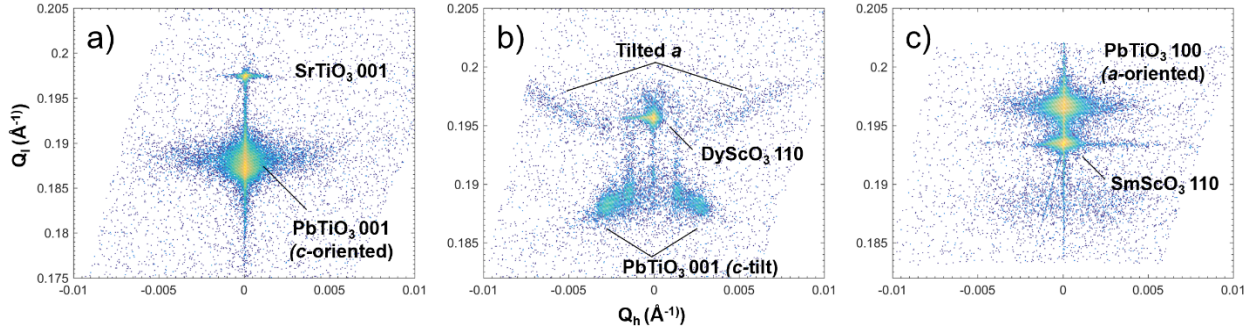 a)
0.205
0.2
0.195
0.19
0.185
0.18
0.175
-0.01
-0.005
0
0.005
0.01
Qₗ (Å⁻¹)
SrTiO₃ 001
PbTiO₃ 001
(c-oriented)
b)
0.205
0.2
0.195
0.19
0.185
-0.01
-0.005
0
0.005
0.01
Qₕ (Å⁻¹)
Tilted a
DyScO₃ 110
PbTiO₃ 001 (c-tilt)
c)
0.205
0.2
0.195
0.19
0.185
-0.01
-0.005
0
0.005
0.01
PbTiO₃ 100
(a-oriented)
SmScO₃ 110